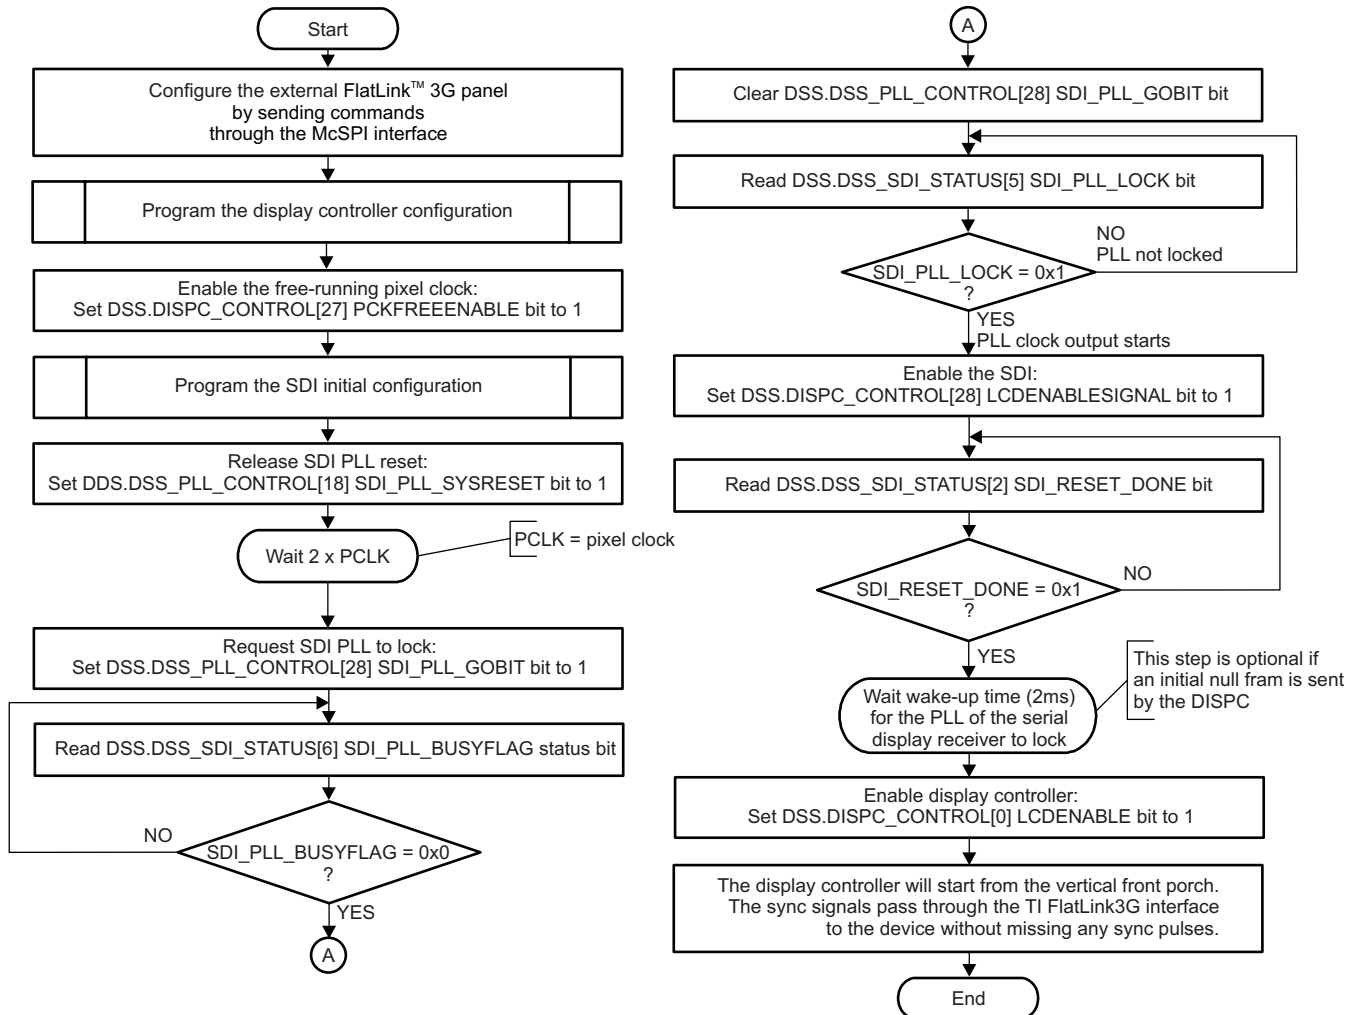 Start
Configure the external FlatLink™ 3G panel
by sending commands
through the McSPI interface
Program the display controller configuration
Enable the free-running pixel clock:
Set DSS.DISPC_CONTROL[27] PCKFREEENABLE bit to 1
Program the SDI initial configuration
Release SDI PLL reset:
Set DDS.DSS_PLL_CONTROL[18] SDI_PLL_SYSRESET bit to 1
Wait 2 x PCLK
PCLK = pixel clock
Request SDI PLL to lock:
Set DSS.DSS_PLL_CONTROL[28] SDI_PLL_GOBIT bit to 1
Read DSS.DSS_SDI_STATUS[6] SDI_PLL_BUSYFLAG status bit
NO
SDI_PLL_BUSYFLAG = 0x0
?
YES
A
A
Clear DSS.DSS_PLL_CONTROL[28] SDI_PLL_GOBIT bit
Read DSS.DSS_SDI_STATUS[5] SDI_PLL_LOCK bit
NO
PLL not locked
SDI_PLL_LOCK = 0x1
?
YES
PLL clock output starts
Enable the SDI:
Set DSS.DISPC_CONTROL[28] LCDENABLESIGNAL bit to 1
Read DSS.DSS_SDI_STATUS[2] SDI_RESET_DONE bit
NO
SDI_RESET_DONE = 0x1
?
YES
This step is optional if
an initial null fram is sent
by the DISPC
Wait wake-up time (2ms)
for the PLL of the serial
display receiver to lock
Enable display controller:
Set DSS.DISPC_CONTROL[0] LCDENABLE bit to 1
The display controller will start from the vertical front porch.
The sync signals pass through the TI FlatLink3G interface
to the device without missing any sync pulses.
End